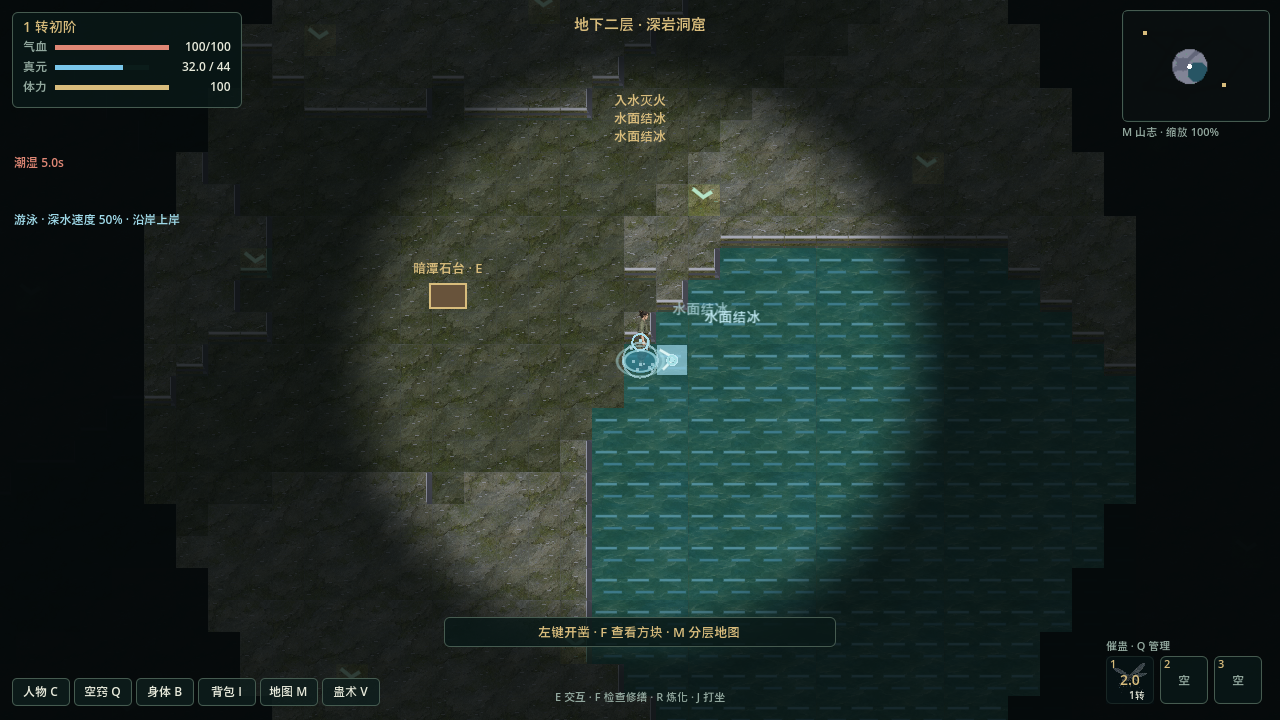 1 转初阶
气血 100/100
真元 32.0 / 44
体力 100
地下二层 · 深岩洞窟
M 山志 · 缩放 100%
入水灭火
水面结冰
水面结冰
潮湿 5.0s
游泳 · 深水速度 50% · 沿岸上岸
暗潭石台 · E
水面结冰
水面结冰
左键开凿 · F 查看方块 · M 分层地图
催蛊 · Q 管理
1
2.0
1转
2
空
3
空
人物 C
空窍 Q
身体 B
背包 I
地图 M
蛊术 V
E 交互 · F 检查修缮 · R 炼化 · J 打坐